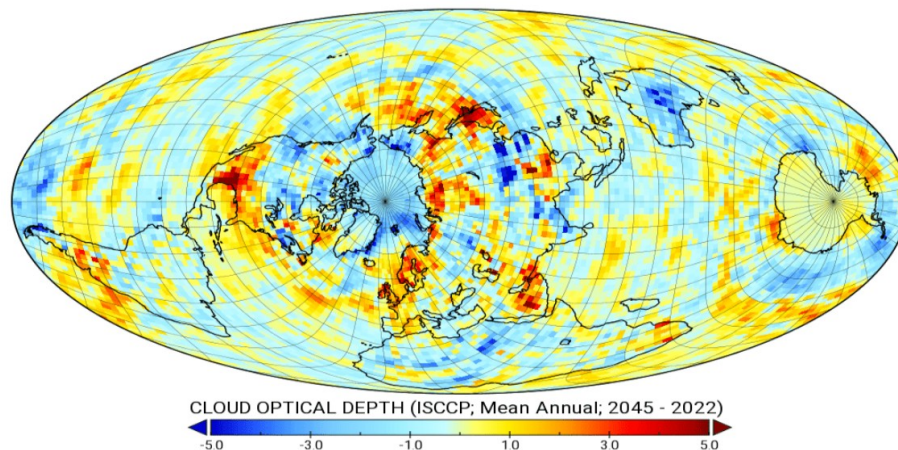 CLOUD OPTICAL DEPTH (ISCCP; Mean Annual; 2045 - 2022)
-5.0 -3.0 -1.0 1.0 3.0 5.0